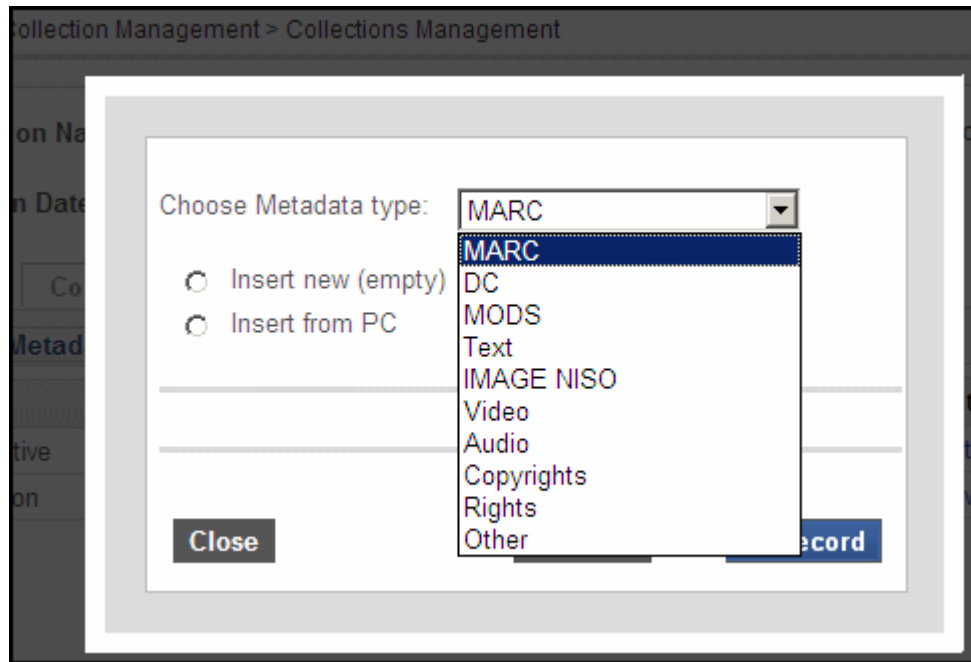 ollection Management > Collections Management
on Na
n Date
Choose Metadata type: MARC
MARC
Insert new (empty) DC
Co
MODS
Insert from PC
Text
Metad
IMAGE NISO
Video
Audio
tive
Copyrights
on
Rights
Close
Other
ecord